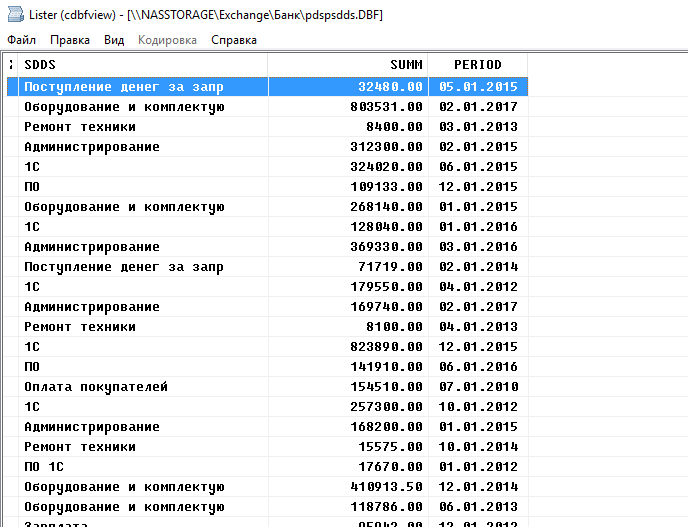 Lister (cdbfview) - [\\NASSTORAGE\Exchange\Банк\pdspsdds.DBF]
Файл Правка Вид Кодировка Справка
SDDS SUMM PERIOD
Поступление денег за запр 32480.00 05.01.2015
Оборудование и комплектую 803531.00 02.01.2017
Ремонт техники 8400.00 03.01.2013
Администрирование 312300.00 02.01.2015
1С 324020.00 06.01.2015
ПО 109133.00 12.01.2015
Оборудование и комплектую 268140.00 01.01.2015
1С 128040.00 01.01.2016
Администрирование 369330.00 03.01.2016
Поступление денег за запр 71719.00 02.01.2014
1С 179550.00 04.01.2012
Администрирование 169740.00 02.01.2017
Ремонт техники 8100.00 04.01.2013
1С 823890.00 12.01.2015
ПО 141910.00 06.01.2016
Оплата покупателей 154510.00 07.01.2010
1С 257300.00 10.01.2012
Администрирование 168200.00 01.01.2015
Ремонт техники 15575.00 10.01.2014
ПО 1С 17670.00 01.01.2012
Оборудование и комплектую 410913.50 12.01.2014
Оборудование и комплектую 118786.00 06.01.2013
Зарплата